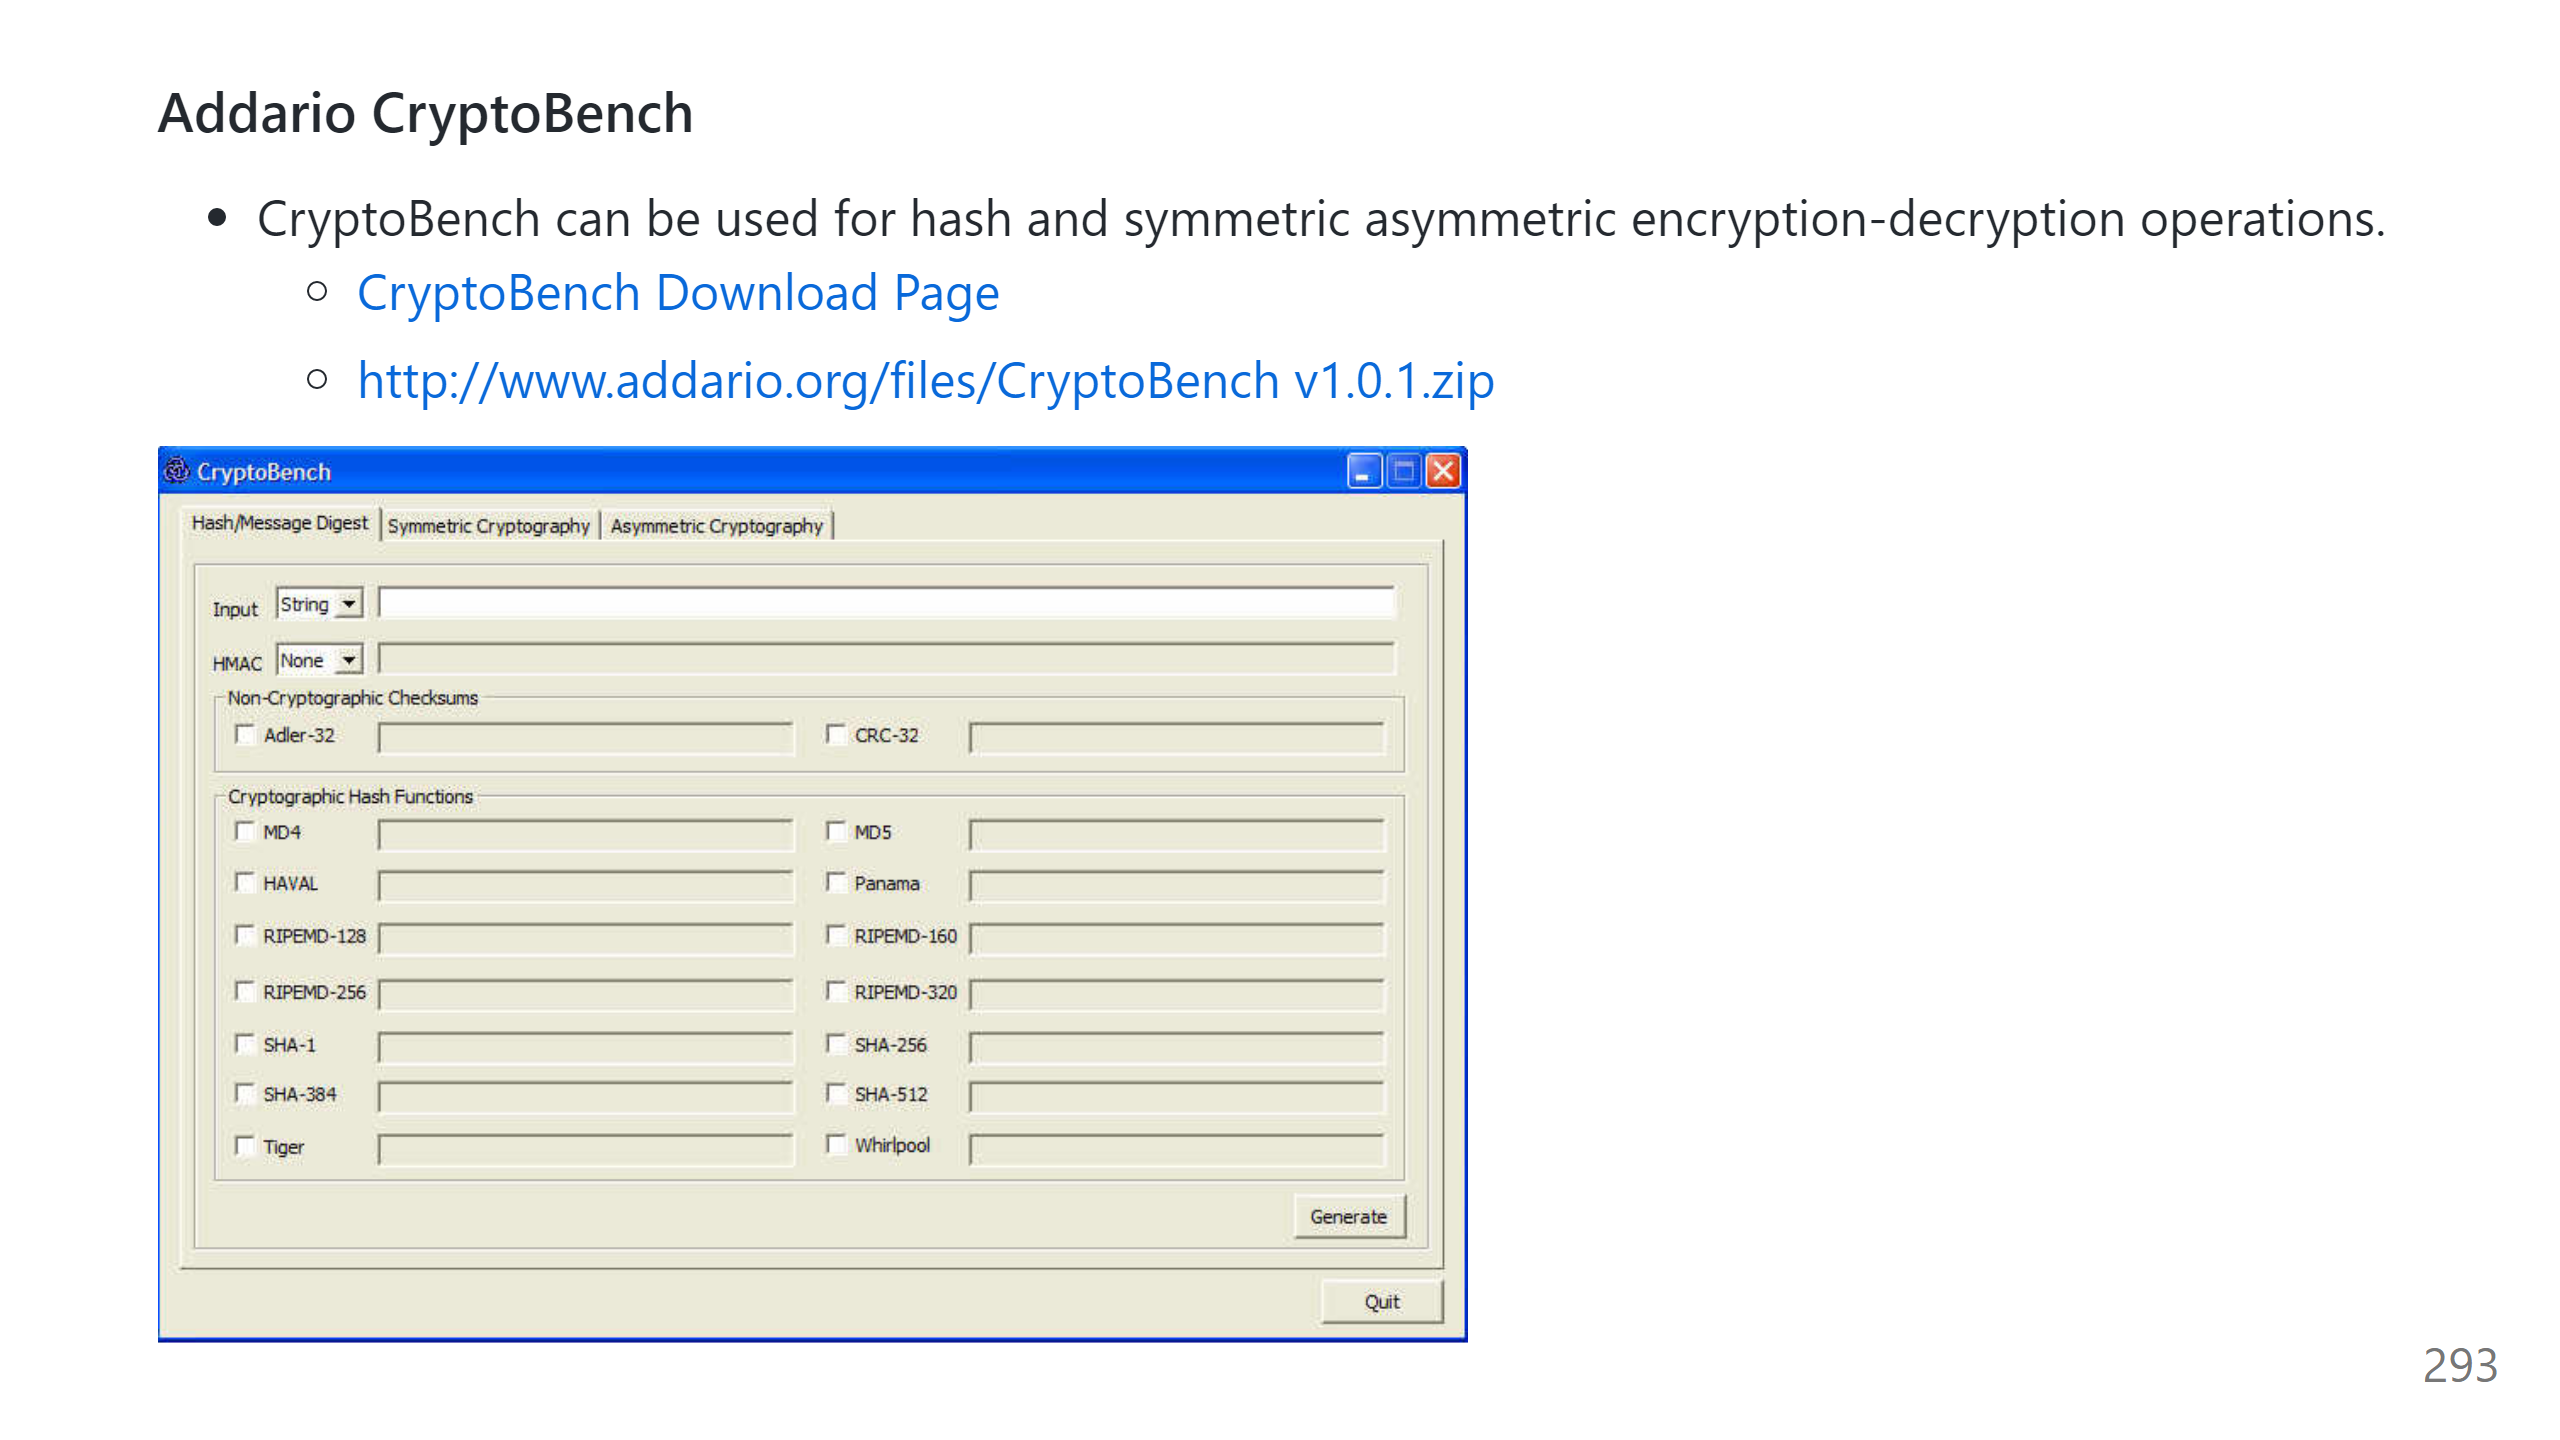 Addario CryptoBench
CryptoBench can be used for hash and symmetric asymmetric encryption-decryption operations.
CryptoBench Download Page
http://www.addario.org/files/CryptoBench v1.0.1.zip
CryptoBench
Hash/Message Digest Symmetric Cryptography Asymmetric Cryptography
Input String
HMAC None
Non-Cryptographic Checksums
Adler-32 CRC-32
Cryptographic Hash Functions
MD4 MD5
HAVAL Panama
RIPEMD-128 RIPEMD-160
RIPEMD-256 RIPEMD-320
SHA-1 SHA-256
SHA-384 SHA-512
Tiger Whirlpool
Generate
Quit
293